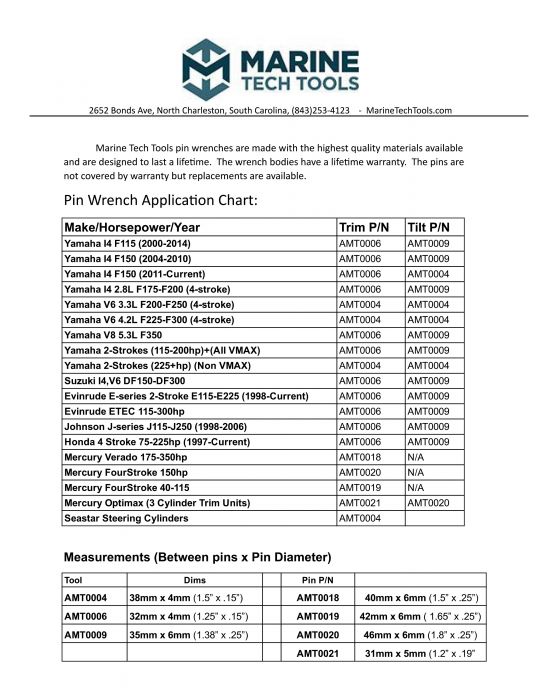 MARINE
TECH TOOLS
2652 Bonds Ave, North Charleston, South Carolina, (843)253-4123 - MarineTechTools.com
Marine Tech Tools pin wrenches are made with the highest quality materials available
and are designed to last a lifetime. The wrench bodies have a lifetime warranty. The pins are
not covered by warranty but replacements are available.
Pin Wrench Application Chart:
Make/Horsepower/Year Trim P/N Tilt P/N
Yamaha I4 F115 (2000-2014) AMT0006 AMT0009
Yamaha I4 F150 (2004-2010) AMT0006 AMT0009
Yamaha I4 F150 (2011-Current) AMT0006 AMT0004
Yamaha I4 2.8L F175-F200 (4-stroke) AMT0006 AMT0009
Yamaha V6 3.3L F200-F250 (4-stroke) AMT0004 AMT0004
Yamaha V6 4.2L F225-F300 (4-stroke) AMT0006 AMT0004
Yamaha V8 5.3L F350 AMT0006 AMT0009
Yamaha 2-Strokes (115-200hp)+(All VMAX) AMT0006 AMT0009
Yamaha 2-Strokes (225+hp) (Non VMAX) AMT0004 AMT0004
Suzuki I4,V6 DF150-DF300 AMT0006 AMT0009
Evinrude E-series 2-Stroke E115-E225 (1998-Current) AMT0006 AMT0009
Evinrude ETEC 115-300hp AMT0006 AMT0009
Johnson J-series J115-J250 (1998-2006) AMT0006 AMT0009
Honda 4 Stroke 75-225hp (1997-Current) AMT0006 AMT0009
Mercury Verado 175-350hp AMT0018 N/A
Mercury FourStroke 150hp AMT0020 N/A
Mercury FourStroke 40-115 AMT0019 N/A
Mercury Optimax (3 Cylinder Trim Units) AMT0021 AMT0020
Seastar Steering Cylinders AMT0004
Measurements (Between pins x Pin Diameter)
Tool Dims Pin P/N
AMT0004 38mm x 4mm (1.5" x .15") AMT0018 40mm x 6mm (1.5" x .25")
AMT0006 32mm x 4mm (1.25" x .15") AMT0019 42mm x 6mm ( 1.65" x .25")
AMT0009 35mm x 6mm (1.38" x .25") AMT0020 46mm x 6mm (1.8" x .25")
AMT0021 31mm x 5mm (1.2" x .19"